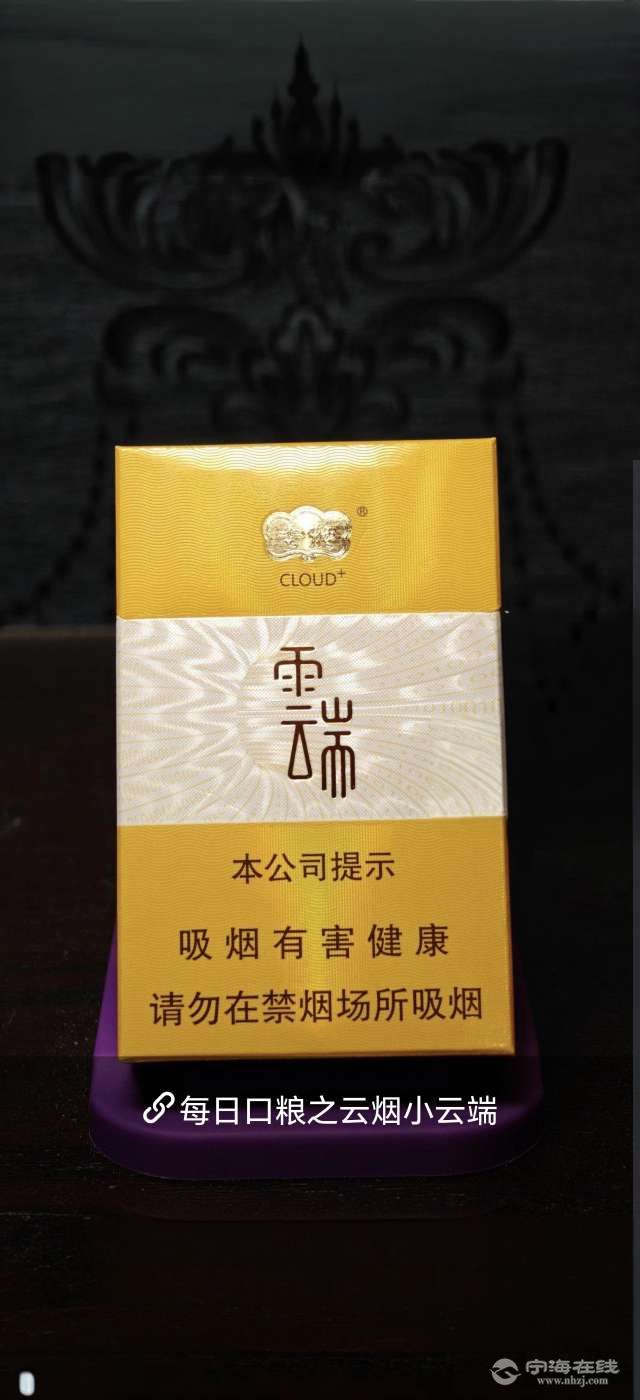 ®
CLOUD+
雲端
本公司提示
吸烟有害健康
请勿在禁烟场所吸烟
每日口粮之云烟小云端
宁海在线
www.nhzj.com